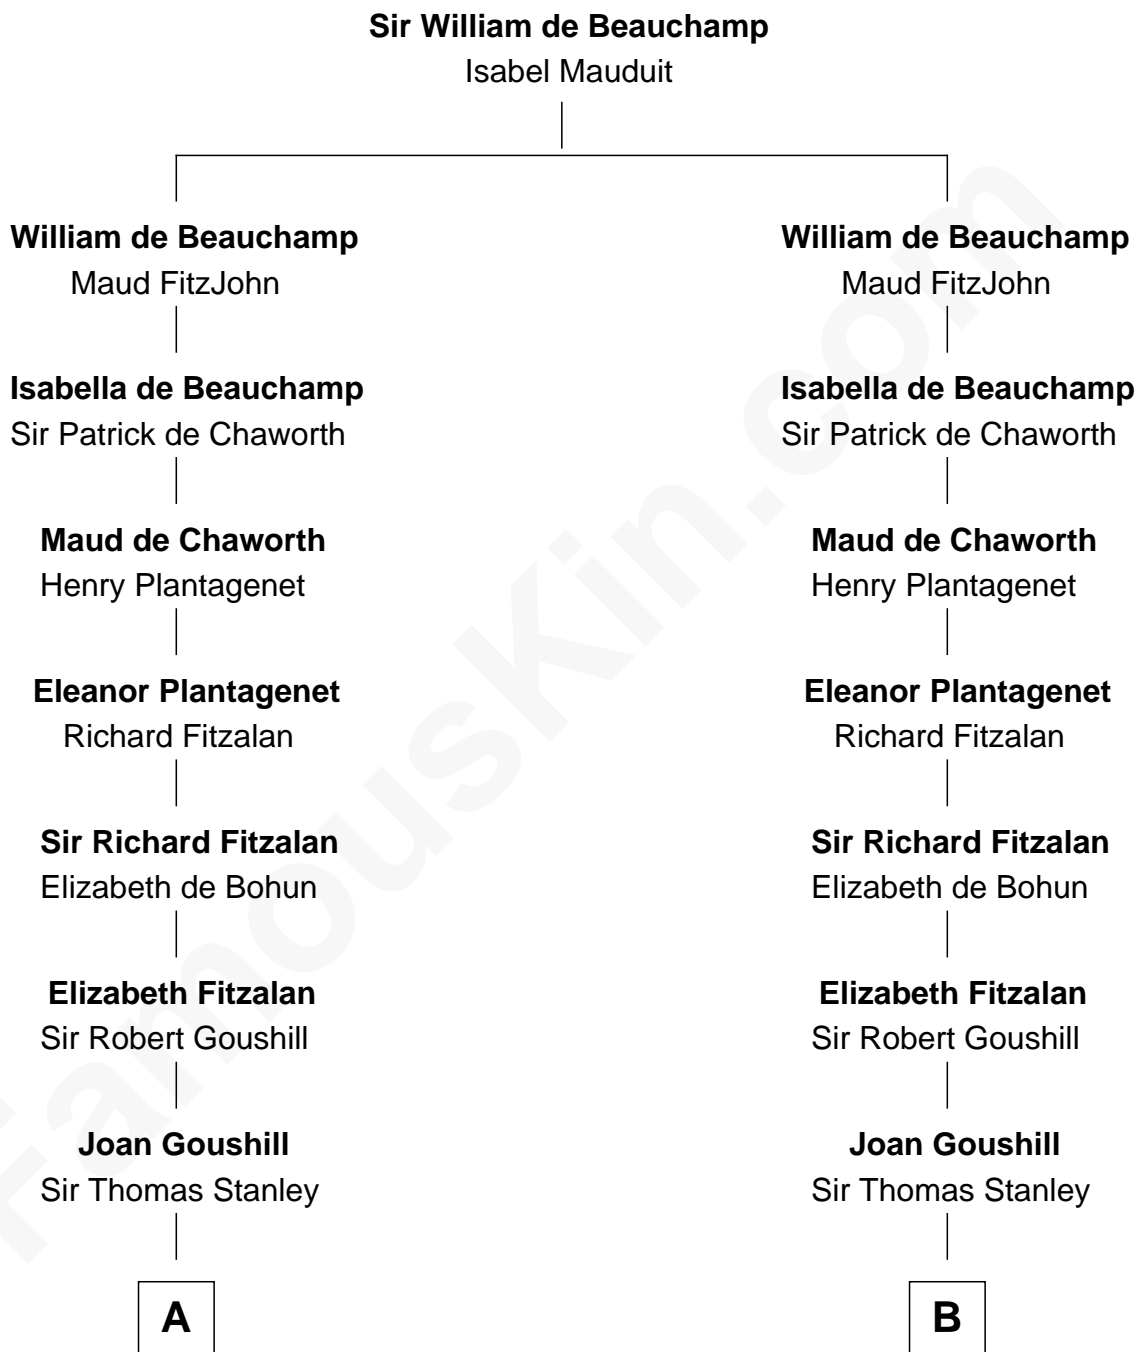 Sir William de Beauchamp
Isabel Mauduit
William de Beauchamp
Maud FitzJohn
Isabella de Beauchamp
Sir Patrick de Chaworth
Maud de Chaworth
Henry Plantagenet
Eleanor Plantagenet
Richard Fitzalan
Sir Richard Fitzalan
Elizabeth de Bohun
Elizabeth Fitzalan
Sir Robert Goushill
Joan Goushill
Sir Thomas Stanley
A
William de Beauchamp
Maud FitzJohn
Isabella de Beauchamp
Sir Patrick de Chaworth
Maud de Chaworth
Henry Plantagenet
Eleanor Plantagenet
Richard Fitzalan
Sir Richard Fitzalan
Elizabeth de Bohun
Elizabeth Fitzalan
Sir Robert Goushill
Joan Goushill
Sir Thomas Stanley
B
FamousKin.com